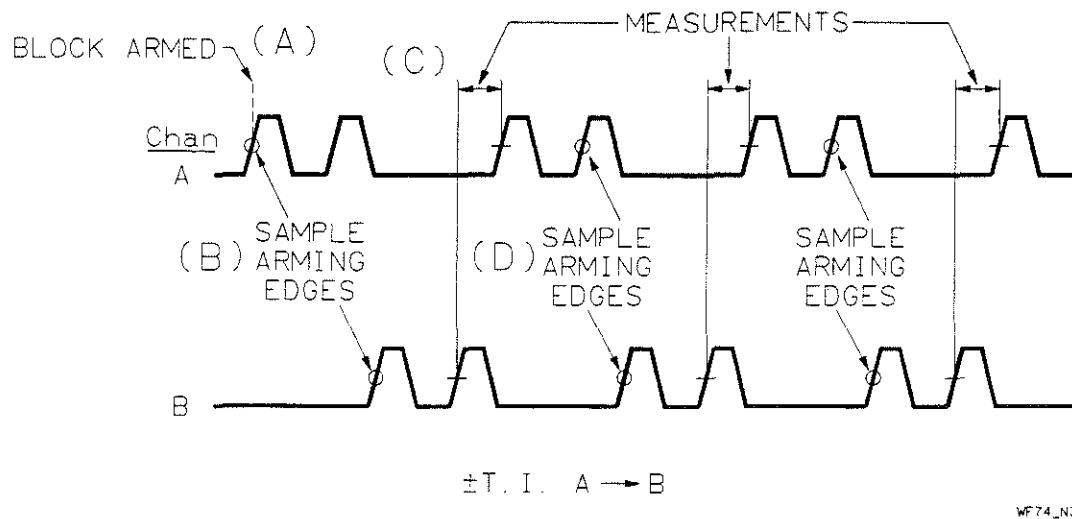 MEASUREMENTS
BLOCK ARMED (A)
(C)
Chan
A
(B) SAMPLE
ARMING
EDGES
(D) SAMPLE
ARMING
EDGES
SAMPLE
ARMING
EDGES
B
±T. I. A → B